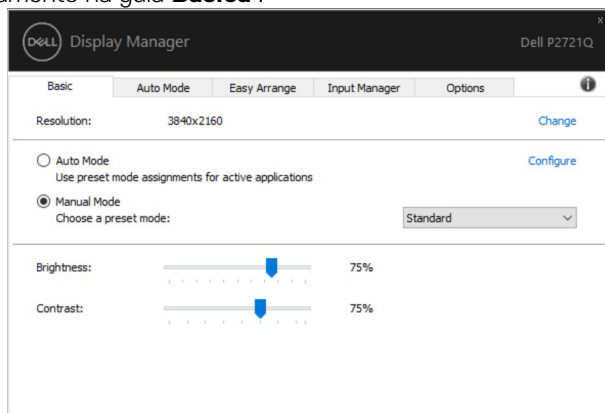 amente na guia Básica.
DELL Display Manager
Dell P2721Q
x
Basic Auto Mode Easy Arrange Input Manager Options
Resolution: 3840x2160 Change
Auto Mode Configure
Use preset mode assignments for active applications
Manual Mode
Choose a preset mode: Standard
Brightness: 75%
Contrast: 75%